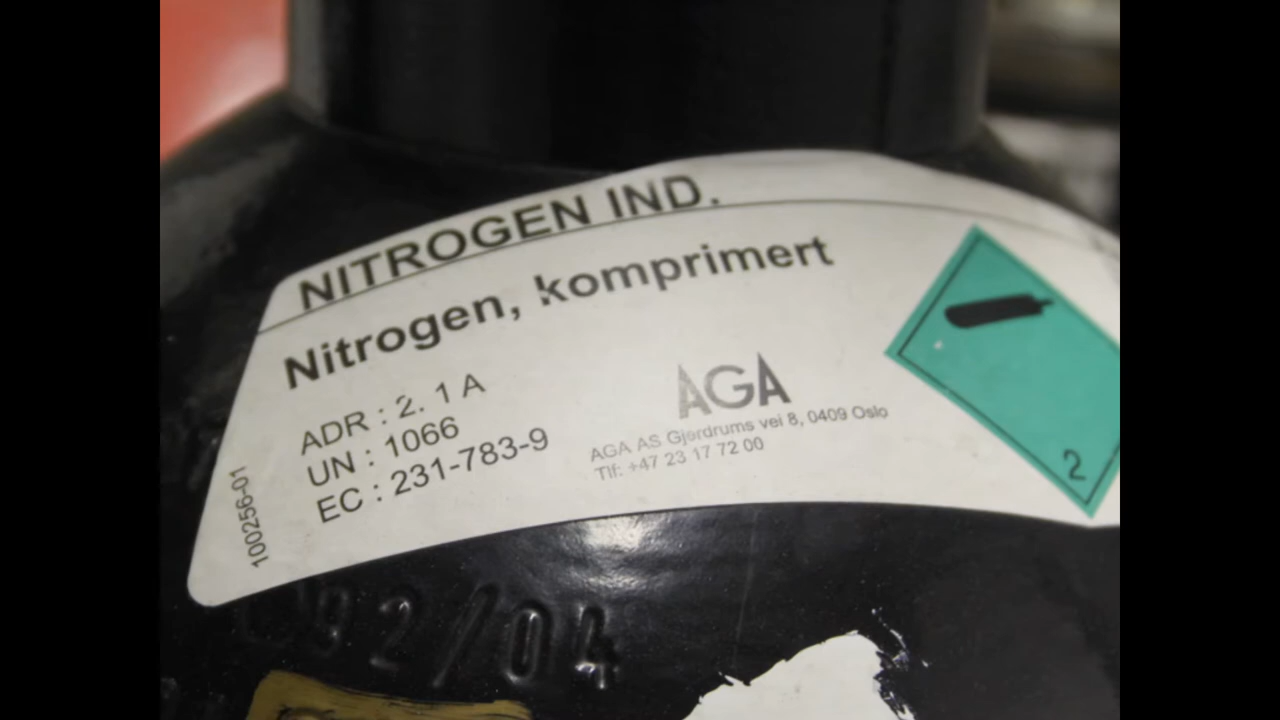 NITROGEN IND.
Nitrogen, komprimert
ADR : 2. 1 A
UN : 1066
EC : 231-783-9
100256-01
AGA
AGA AS Gjerdrums vei 8, 0409 Oslo
Tlf: +47 23 17 72 00
2
92/04